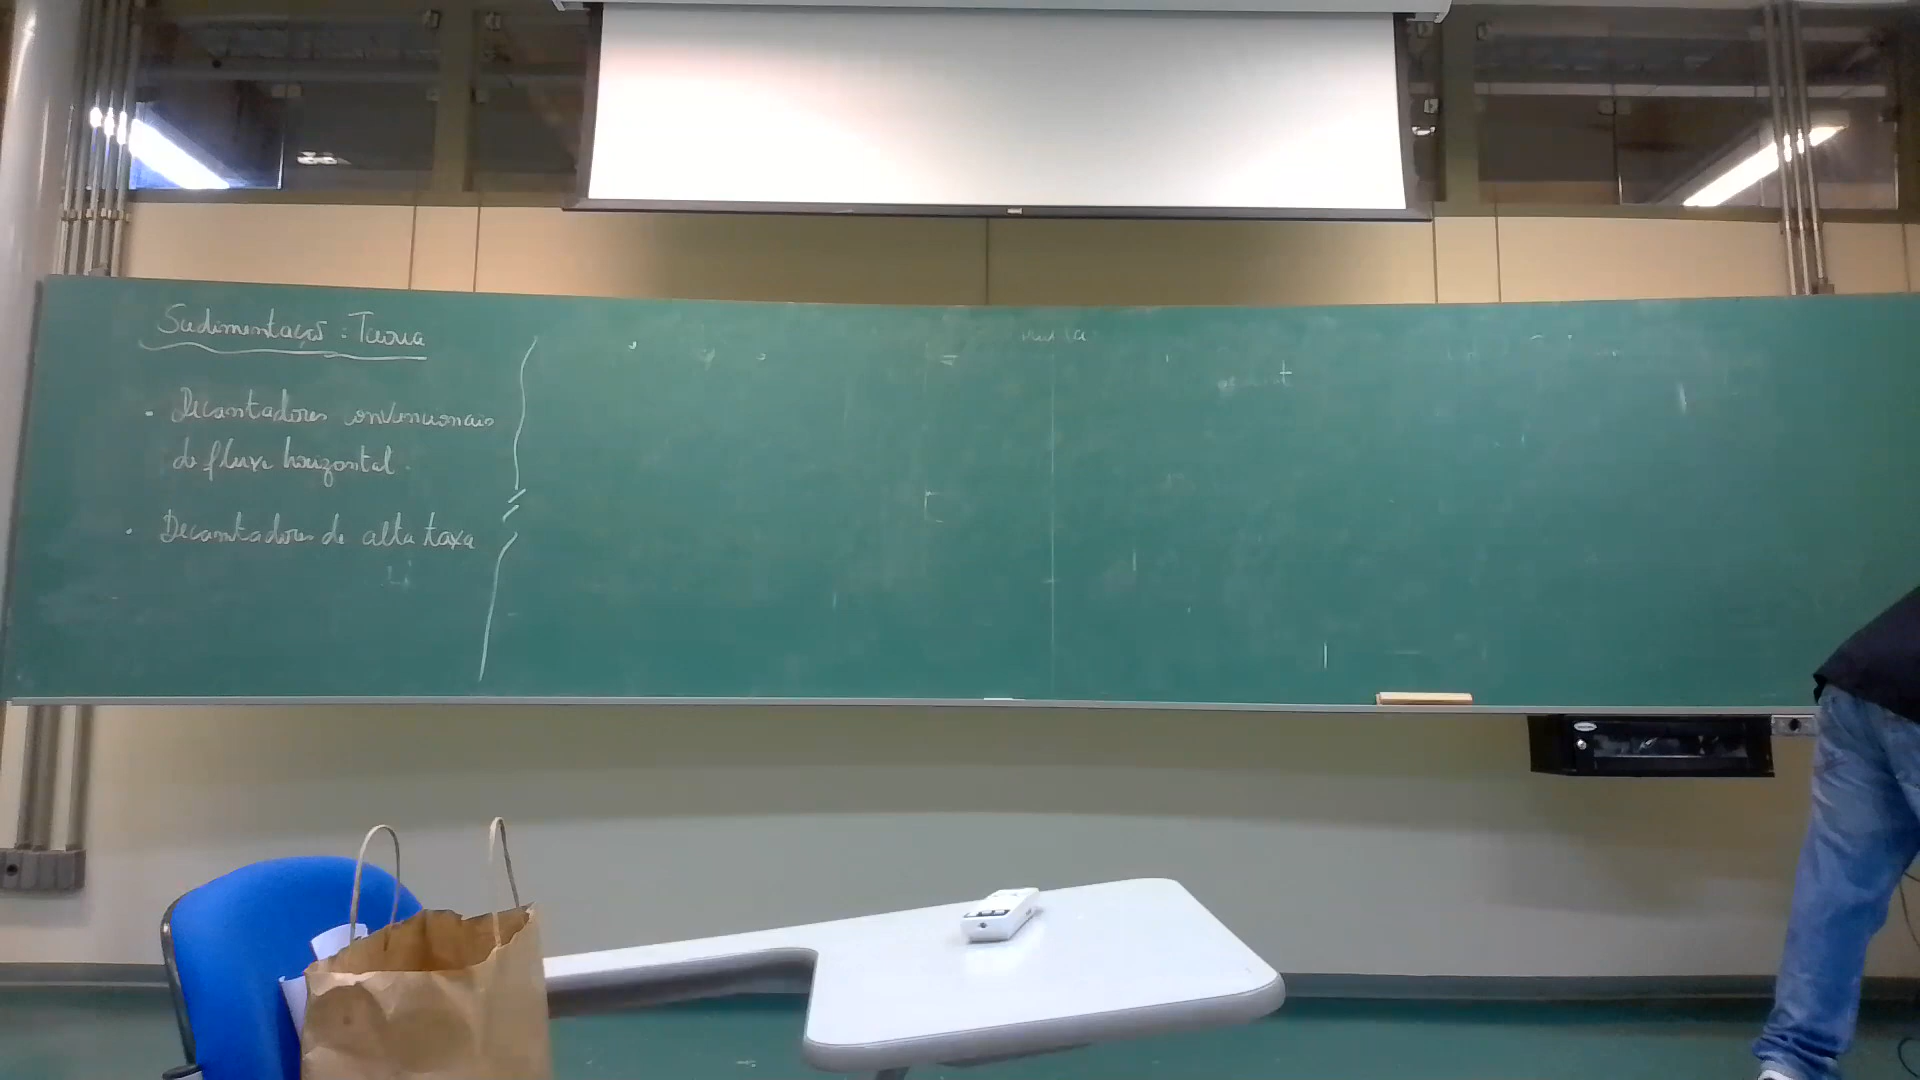 Sedimentação: Teoria
• Decantadores convencionais
de fluxo horizontal.
• Decantadores de alta taxa